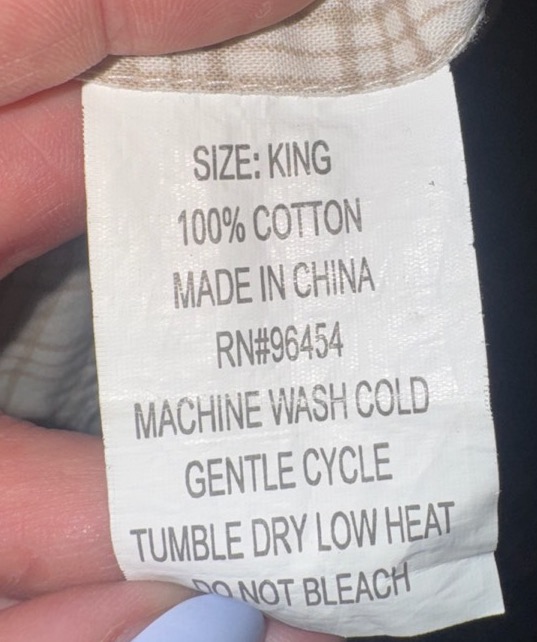 SIZE: KING
100% COTTON
MADE IN CHINA
RN#96454
MACHINE WASH COLD
GENTLE CYCLE
TUMBLE DRY LOW HEAT
DO NOT BLEACH